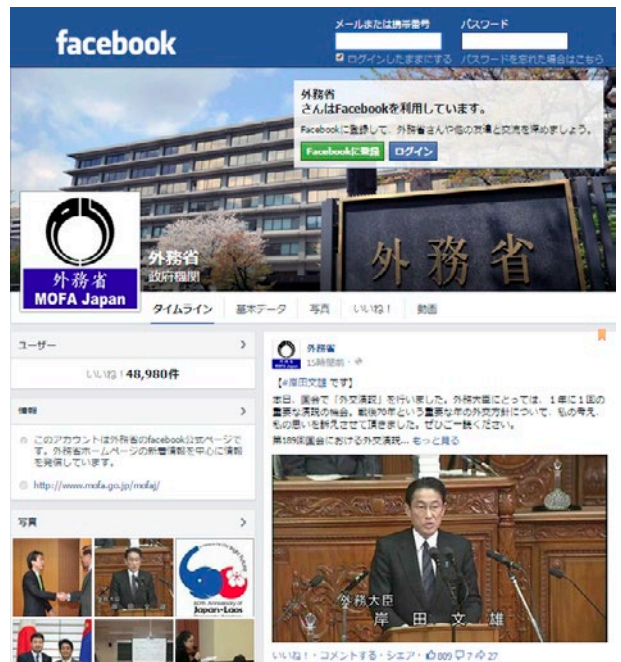 facebook
メールまたは携帯番号
パスワード
ログインしたままにする
パスワードを忘れた場合はこちら
外務省
さんはFacebookを利用しています。
Facebookに登録して、外務省さんや他の友達と交流を深めましょう。
Facebookに登録
ログイン
外務省
外務省
MOFA Japan
外務省
政府機関
タイムライン
基本データ
写真
いいね！
動画
ユーザー
いいね！48,980件
情報
このアカウントは外務省のfacebook公式ページで
す。外務省ホームページの新着情報を中心に情報
を発信しています。
http://www.mofa.go.jp/mofaj/
写真
Japan-Laos
外務省
15時間前
【#岸田文雄 です】
本日、国会で「外交演説」を行いました。外務大臣にとっては、１年に１回の
重要な演説の機会。戦後70年という重要な年の外交方針について、私の考え、
私の思いを訴えさせて頂きました。ぜひご一読ください。
第189回国会における外交演説... もっと見る
外務大臣
岸田文雄
いいね！・コメントする・シェア・ 809 7 27